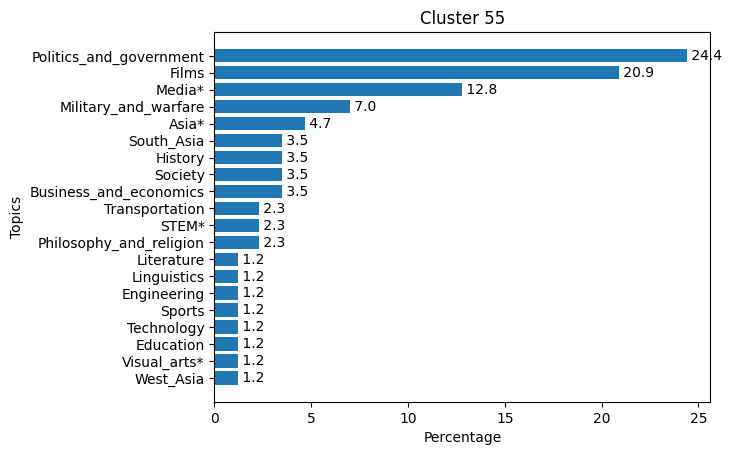 Cluster 55
Politics_and_government 24.4
Films 20.9
Media* 12.8
Military_and_warfare 7.0
Asia* 4.7
South_Asia 3.5
History 3.5
Society 3.5
Business_and_economics 3.5
Transportation 2.3
STEM* 2.3
Philosophy_and_religion 2.3
Literature 1.2
Linguistics 1.2
Engineering 1.2
Sports 1.2
Technology 1.2
Education 1.2
Visual_arts* 1.2
West_Asia 1.2
Topics
0 5 10 15 20 25
Percentage